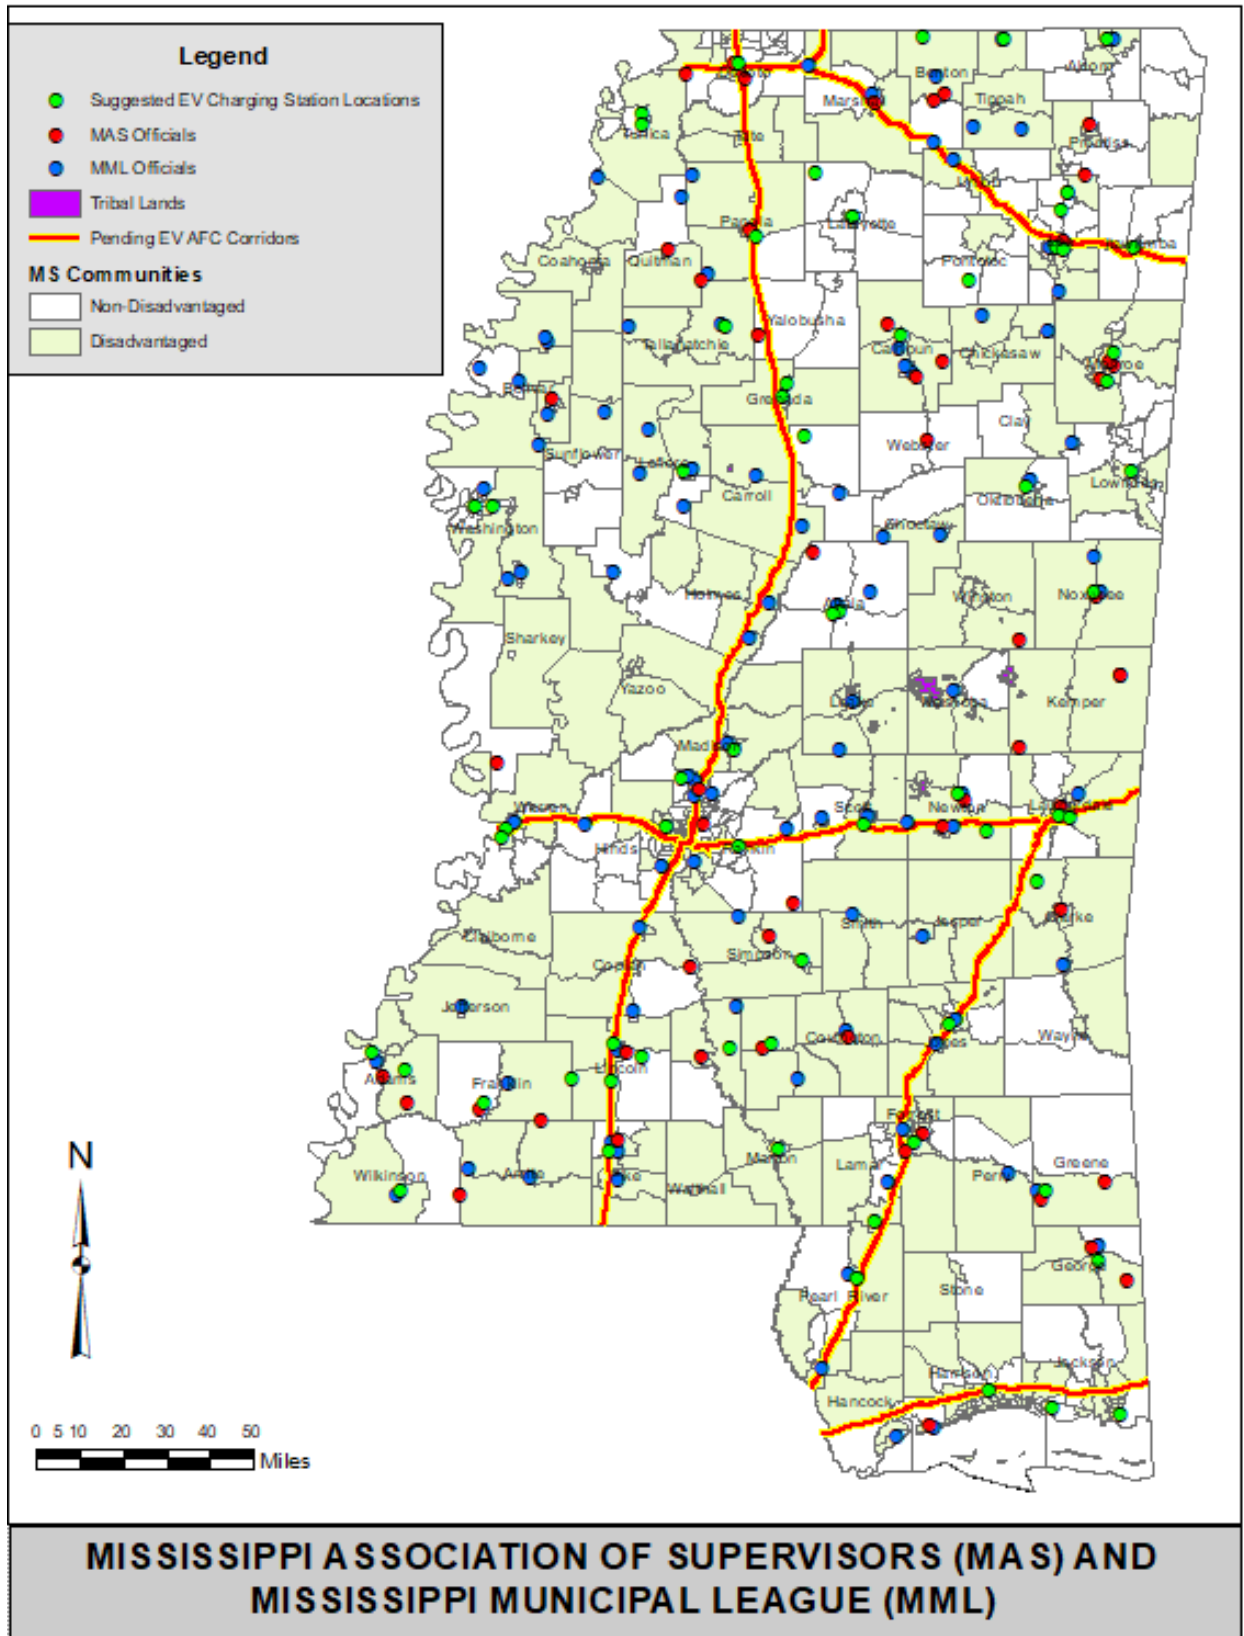 Legend
Suggested EV Charging Station Locations
MAS Officials
MML Officials
Tribal Lands
Pending EV AFC Corridors
MS Communities
Non-Disadvantaged
Disadvantaged
Benton
Tippah
Tate
Panola
Lafayette
Coahoma
Quitman
Pontotoc
Yalobusha
Tallahatchie
Calhoun
Chickasaw
Grenada
Clay
Webster
Sunflower
Leflore
Carroll
Oktibbeha
Lowndes
Washington
Choctaw
Holmes
Winston
Noxubee
Sharkey
Yazoo
Kemper
Madison
Warren
Scott
Newton
Hinds
Claiborne
Copiah
Simpson
Smith
Jasper
Jefferson
Covington
Wayne
Lincoln
Adams
Franklin
Forrest
Wilkinson
Marion
Lamar
Perry
Greene
Walthall
George
Stone
Pearl River
Jackson
Harrison
Hancock
N
0 5 10 20 30 40 50
Miles
MISSISSIPPI ASSOCIATION OF SUPERVISORS (MAS) AND
MISSISSIPPI MUNICIPAL LEAGUE (MML)